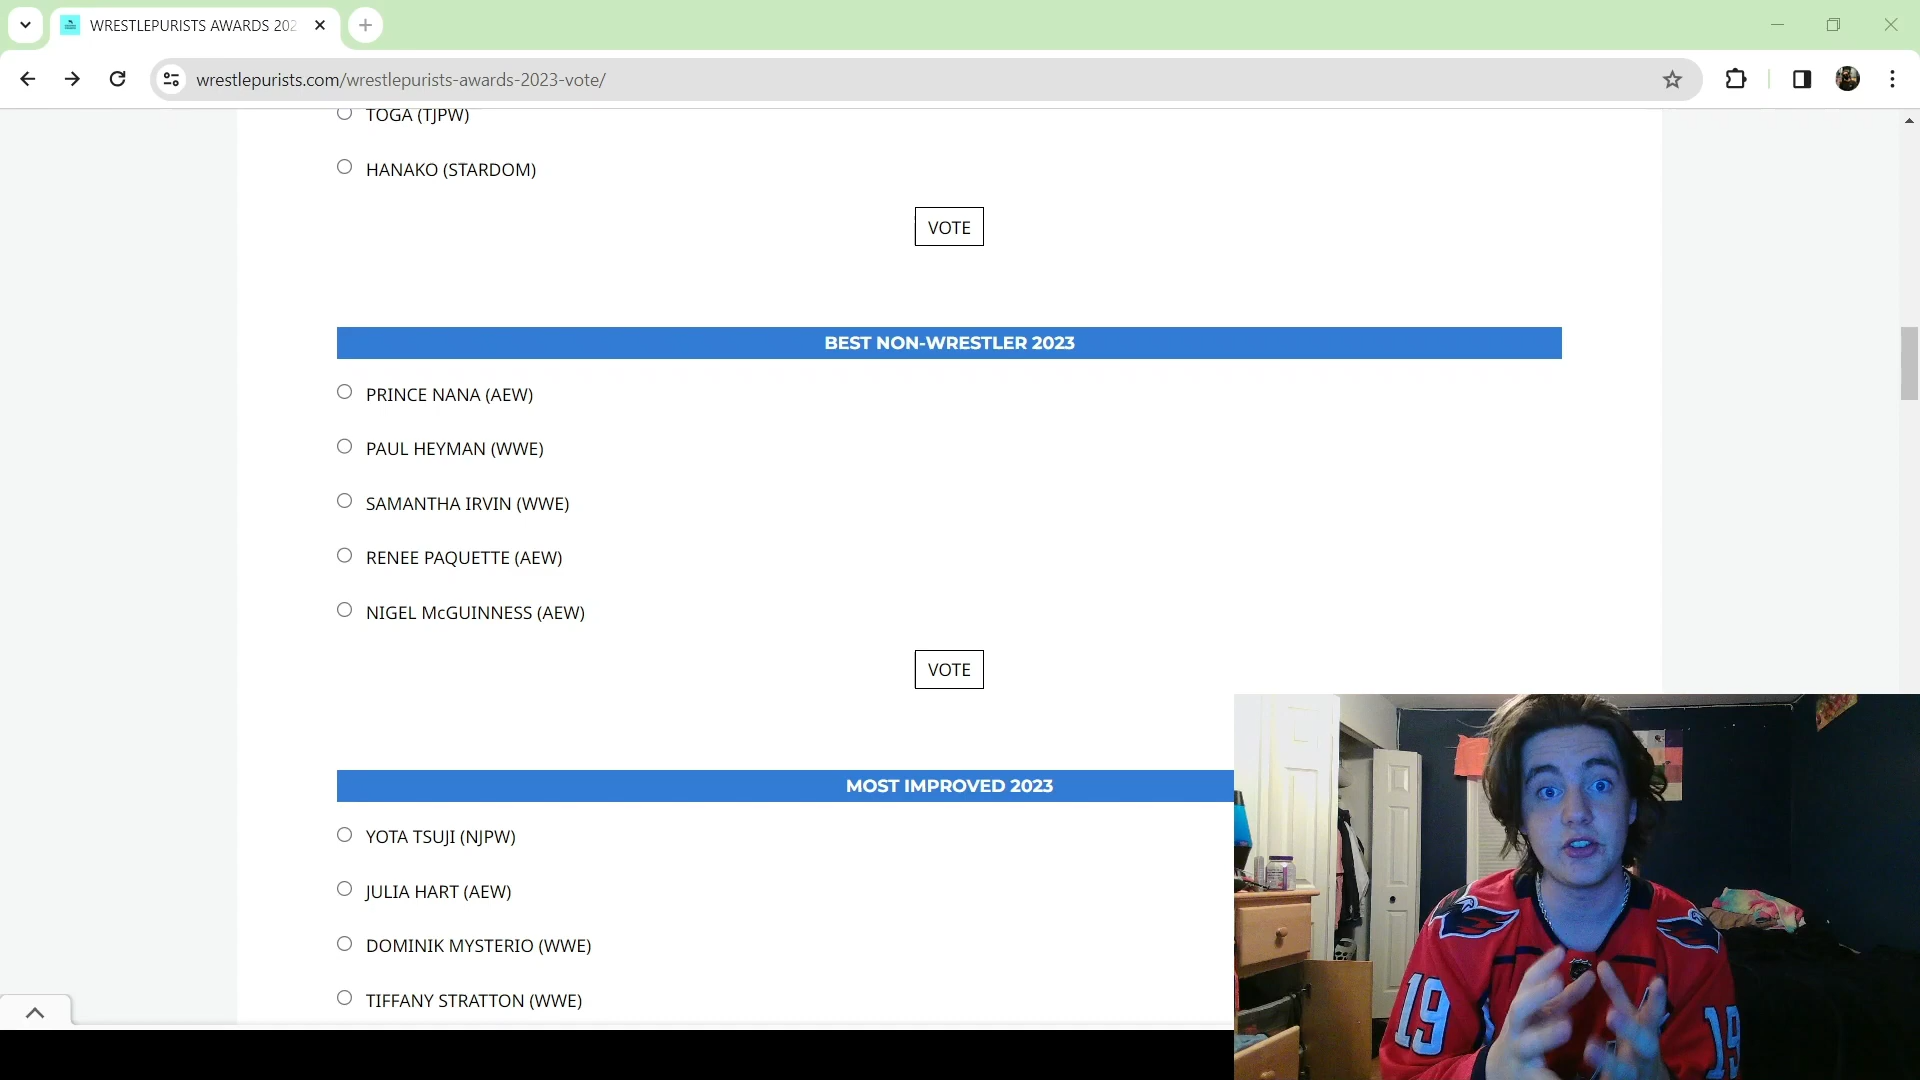 WRESTLEPURISTS AWARDS 202
wrestlepurists.com/wrestlepurists-awards-2023-vote/
TOGA (TJPW)
HANAKO (STARDOM)
VOTE
BEST NON-WRESTLER 2023
PRINCE NANA (AEW)
PAUL HEYMAN (WWE)
SAMANTHA IRVIN (WWE)
RENEE PAQUETTE (AEW)
NIGEL McGUINNESS (AEW)
VOTE
MOST IMPROVED 2023
YOTA TSUJI (NJPW)
JULIA HART (AEW)
DOMINIK MYSTERIO (WWE)
TIFFANY STRATTON (WWE)
19
19